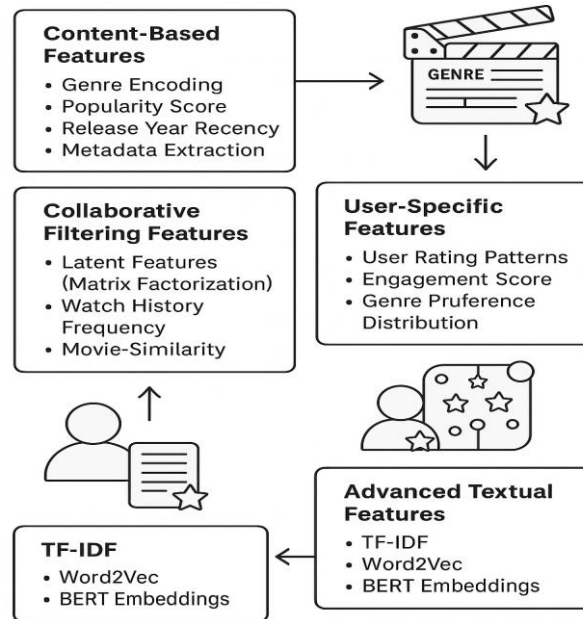 Content-Based
Features
• Genre Encoding
• Popularity Score
• Release Year Recency
• Metadata Extraction
GENRE
Collaborative
Filtering Features
• Latent Features
(Matrix Factorization)
• Watch History
Frequency
• Movie-Similarity
User-Specific
Features
• User Rating Patterns
• Engagement Score
• Genre Pruference
Distribution
Advanced Textual
Features
• TF-IDF
• Word2Vec
• BERT Embeddings
TF-IDF
• Word2Vec
• BERT Embeddings